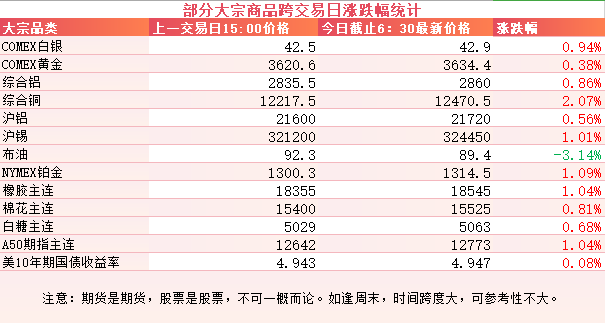 部分大宗商品跨交易日涨跌幅统计
大宗品类 上一交易日15:00价格 今日截止6：30最新价格 涨跌幅
COMEX白银 42.5 42.9 0.94%
COMEX黄金 3620.6 3634.4 0.38%
综合铝 2835.5 2860 0.86%
综合铜 12217.5 12470.5 2.07%
沪铝 21600 21720 0.56%
沪锡 321200 324450 1.01%
布油 92.3 89.4 -3.14%
NYMEX铂金 1300.3 1314.5 1.09%
橡胶主连 18355 18545 1.04%
棉花主连 15400 15525 0.81%
白糖主连 5029 5063 0.68%
A50期指主连 12642 12773 1.04%
美10年期国债收益率 4.943 4.947 0.08%
注意：期货是期货，股票是股票，不可一概而论。如逢周末，时间跨度大，可参考性不大。